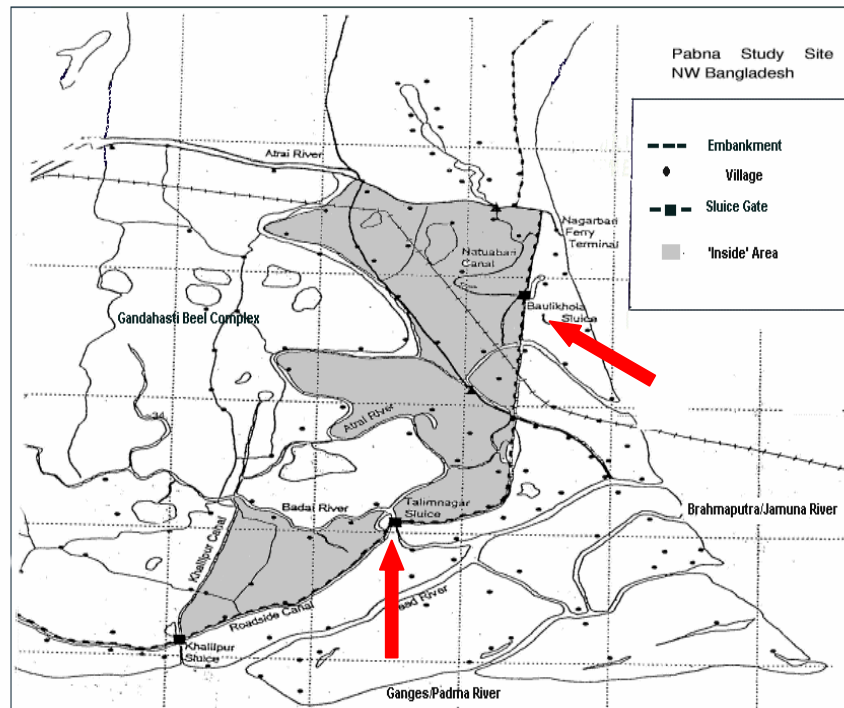 Pabna Study Site
NW Bangladesh
Embankment
Village
Sluice Gate
'Inside' Area
Atrai River
Nagarbari
Ferry
Terminal
Natuabari
Canal
Baulikhola
Sluice
Gandahasti Beel Complex
Atrai River
Talimnagar
Sluice
Badai River
Brahmaputra/Jamuna River
Khalilpur Canal
Roadside Canal
River
Khalilpur
Sluice
Ganges/Padma River